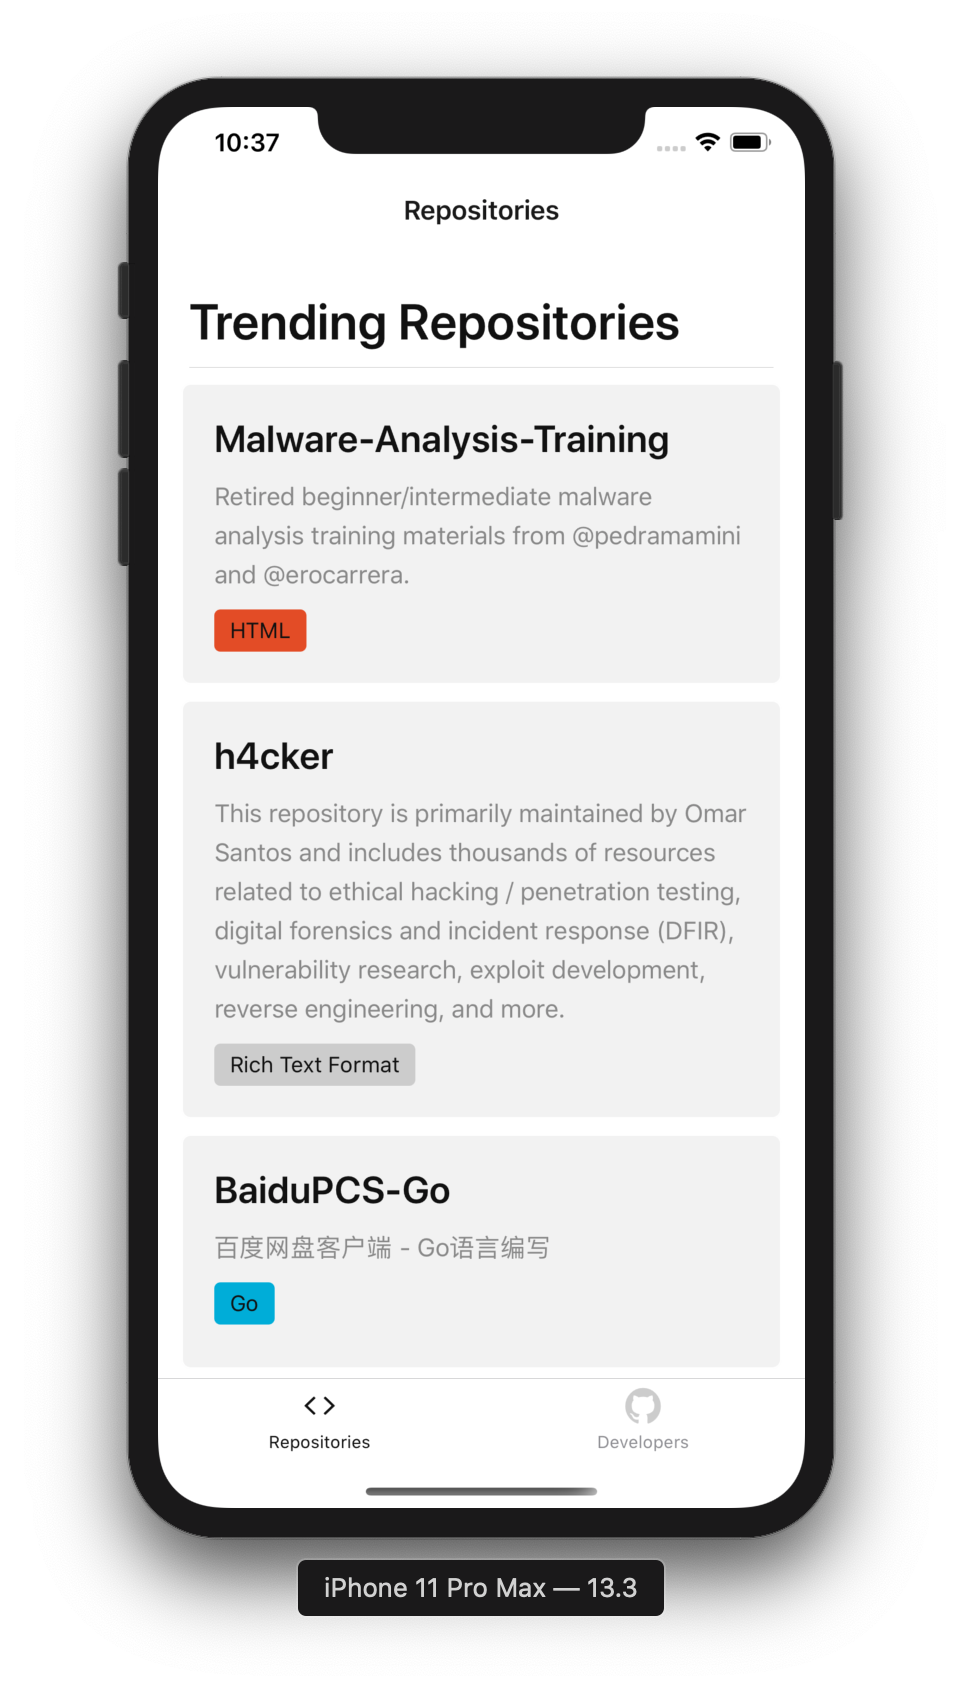 10:37
Repositories
Trending Repositories
Malware-Analysis-Training
Retired beginner/intermediate malware
analysis training materials from @pedramamini
and @erocarrera.
HTML
h4cker
This repository is primarily maintained by Omar
Santos and includes thousands of resources
related to ethical hacking / penetration testing,
digital forensics and incident response (DFIR),
vulnerability research, exploit development,
reverse engineering, and more.
Rich Text Format
BaiduPCS-Go
百度网盘客户端 - Go语言编写
Go
Repositories
Developers
iPhone 11 Pro Max — 13.3